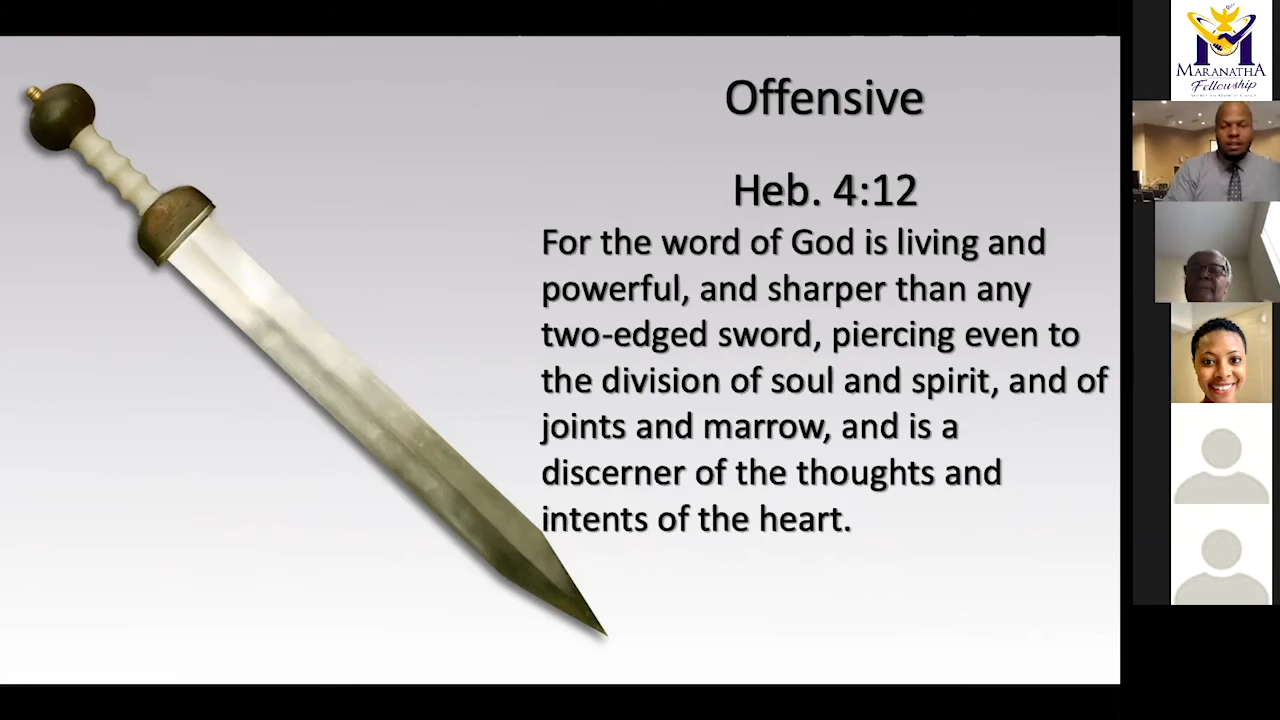 Offensive
Heb. 4:12
For the word of God is living and
powerful, and sharper than any
two-edged sword, piercing even to
the division of soul and spirit, and of
joints and marrow, and is a
discerner of the thoughts and
intents of the heart.
MARANATHA
Fellowship